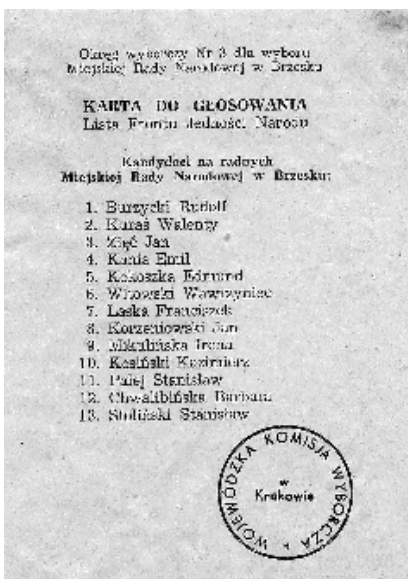 Okręg wyborczy Nr 3 dla wyboru
Miejskiej Rady Narodowej w Brzesku
KARTA DO GŁOSOWANIA
Lista Frontu Jedności Narodu
Kandydaci na radnych
Miejskiej Rady Narodowej w Brzesku:
1. Burzycki Rudolf
2. Kuraś Walenty
3. Zięć Jan
4. Kania Emil
5. Kokoszka Edmund
6. Witowski Wawrzyniec
7. Laska Franciszek
8. Korzeniowski Jan
9. Mikulińska Irena
10. Kosiński Kazimierz
11. Palej Stanisław
12. Chwalibińska Barbara
13. Stoliński Stanisław
WOJEWÓDZKA KOMISJA WYBORCZA
w
Krakowie